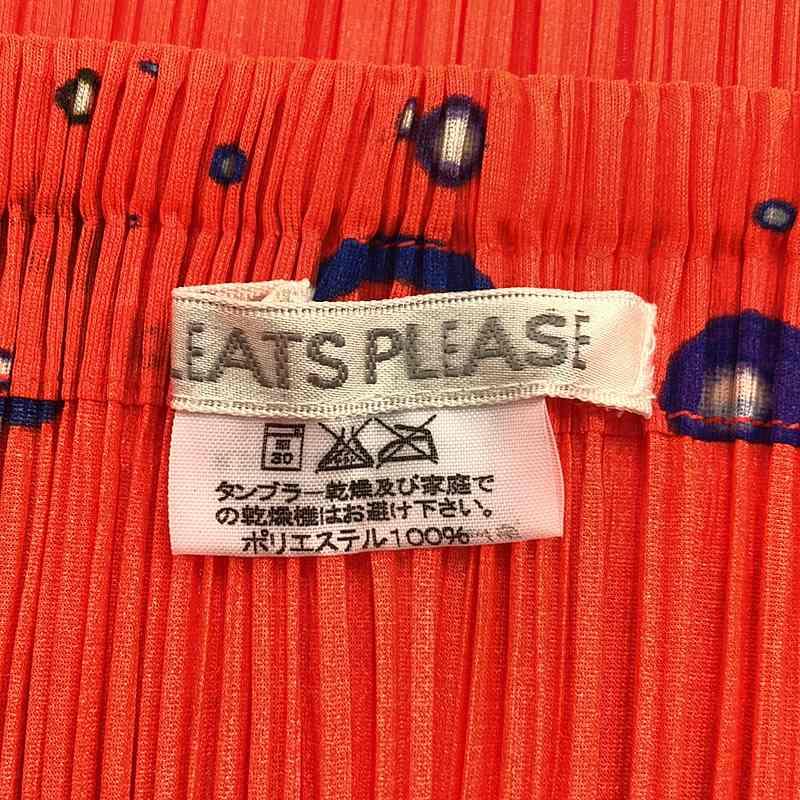 LEATS PLEASE
30
タンブラー乾燥及び家庭で
の乾燥機はお避け下さい。
ポリエステル100%